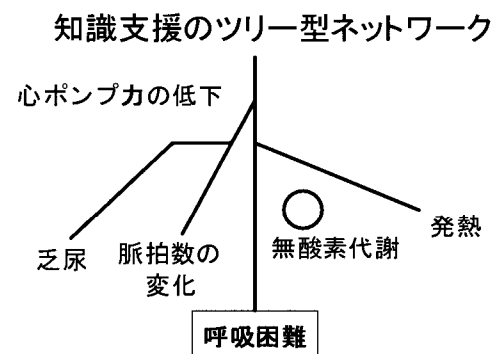 知識支援のツリー型ネットワーク
心ポンプ力の低下
乏尿
脈拍数の
変化
無酸素代謝
発熱
呼吸困難